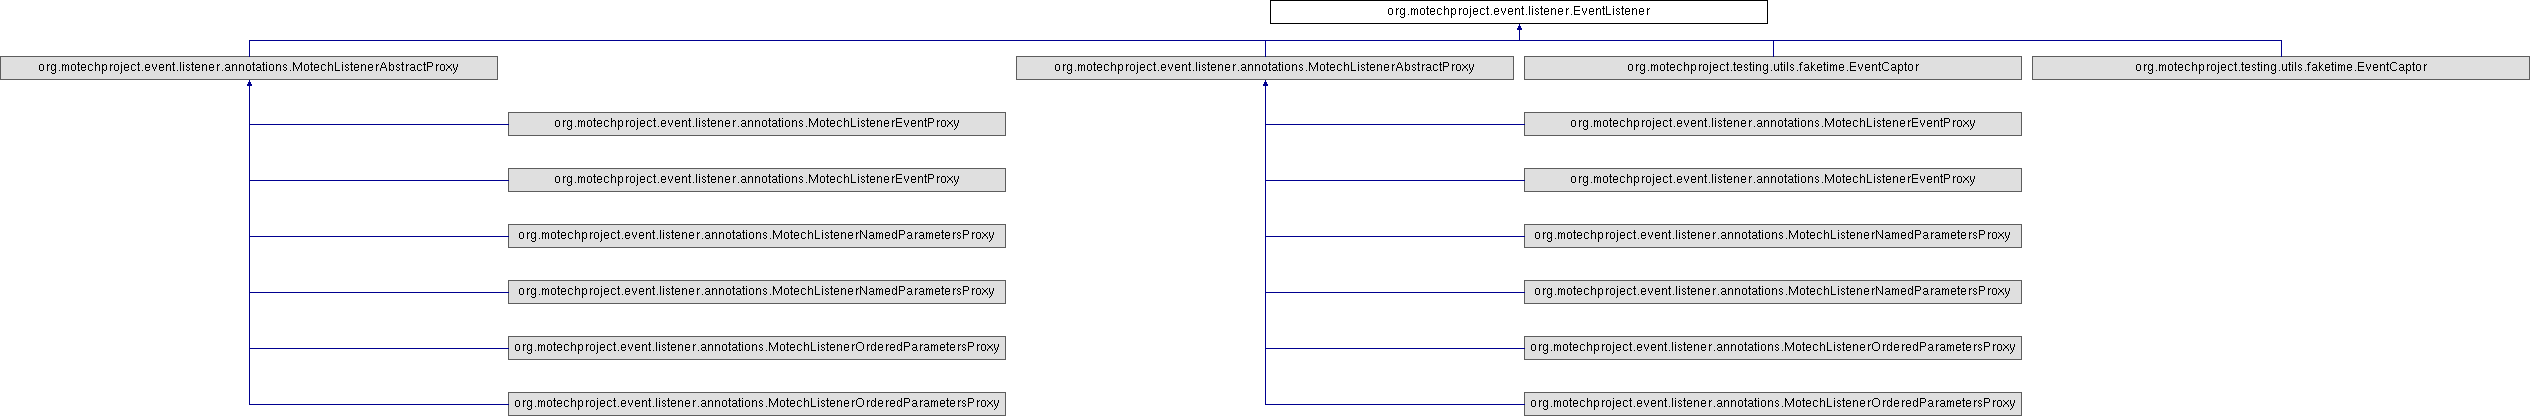 org.motechproject.event.listener.EventListener
org.motechproject.event.listener.annotations.MotechListenerAbstractProxy
org.motechproject.event.listener.annotations.MotechListenerAbstractProxy
org.motechproject.testing.utils.faketime.EventCaptor
org.motechproject.testing.utils.faketime.EventCaptor
org.motechproject.event.listener.annotations.MotechListenerEventProxy
org.motechproject.event.listener.annotations.MotechListenerEventProxy
org.motechproject.event.listener.annotations.MotechListenerEventProxy
org.motechproject.event.listener.annotations.MotechListenerEventProxy
org.motechproject.event.listener.annotations.MotechListenerNamedParametersProxy
org.motechproject.event.listener.annotations.MotechListenerNamedParametersProxy
org.motechproject.event.listener.annotations.MotechListenerNamedParametersProxy
org.motechproject.event.listener.annotations.MotechListenerNamedParametersProxy
org.motechproject.event.listener.annotations.MotechListenerOrderedParametersProxy
org.motechproject.event.listener.annotations.MotechListenerOrderedParametersProxy
org.motechproject.event.listener.annotations.MotechListenerOrderedParametersProxy
org.motechproject.event.listener.annotations.MotechListenerOrderedParametersProxy